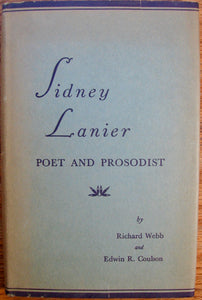 Sidney
Lanier
POET AND PROSODIST
by
Richard Webb
and
Edwin R. Coulson